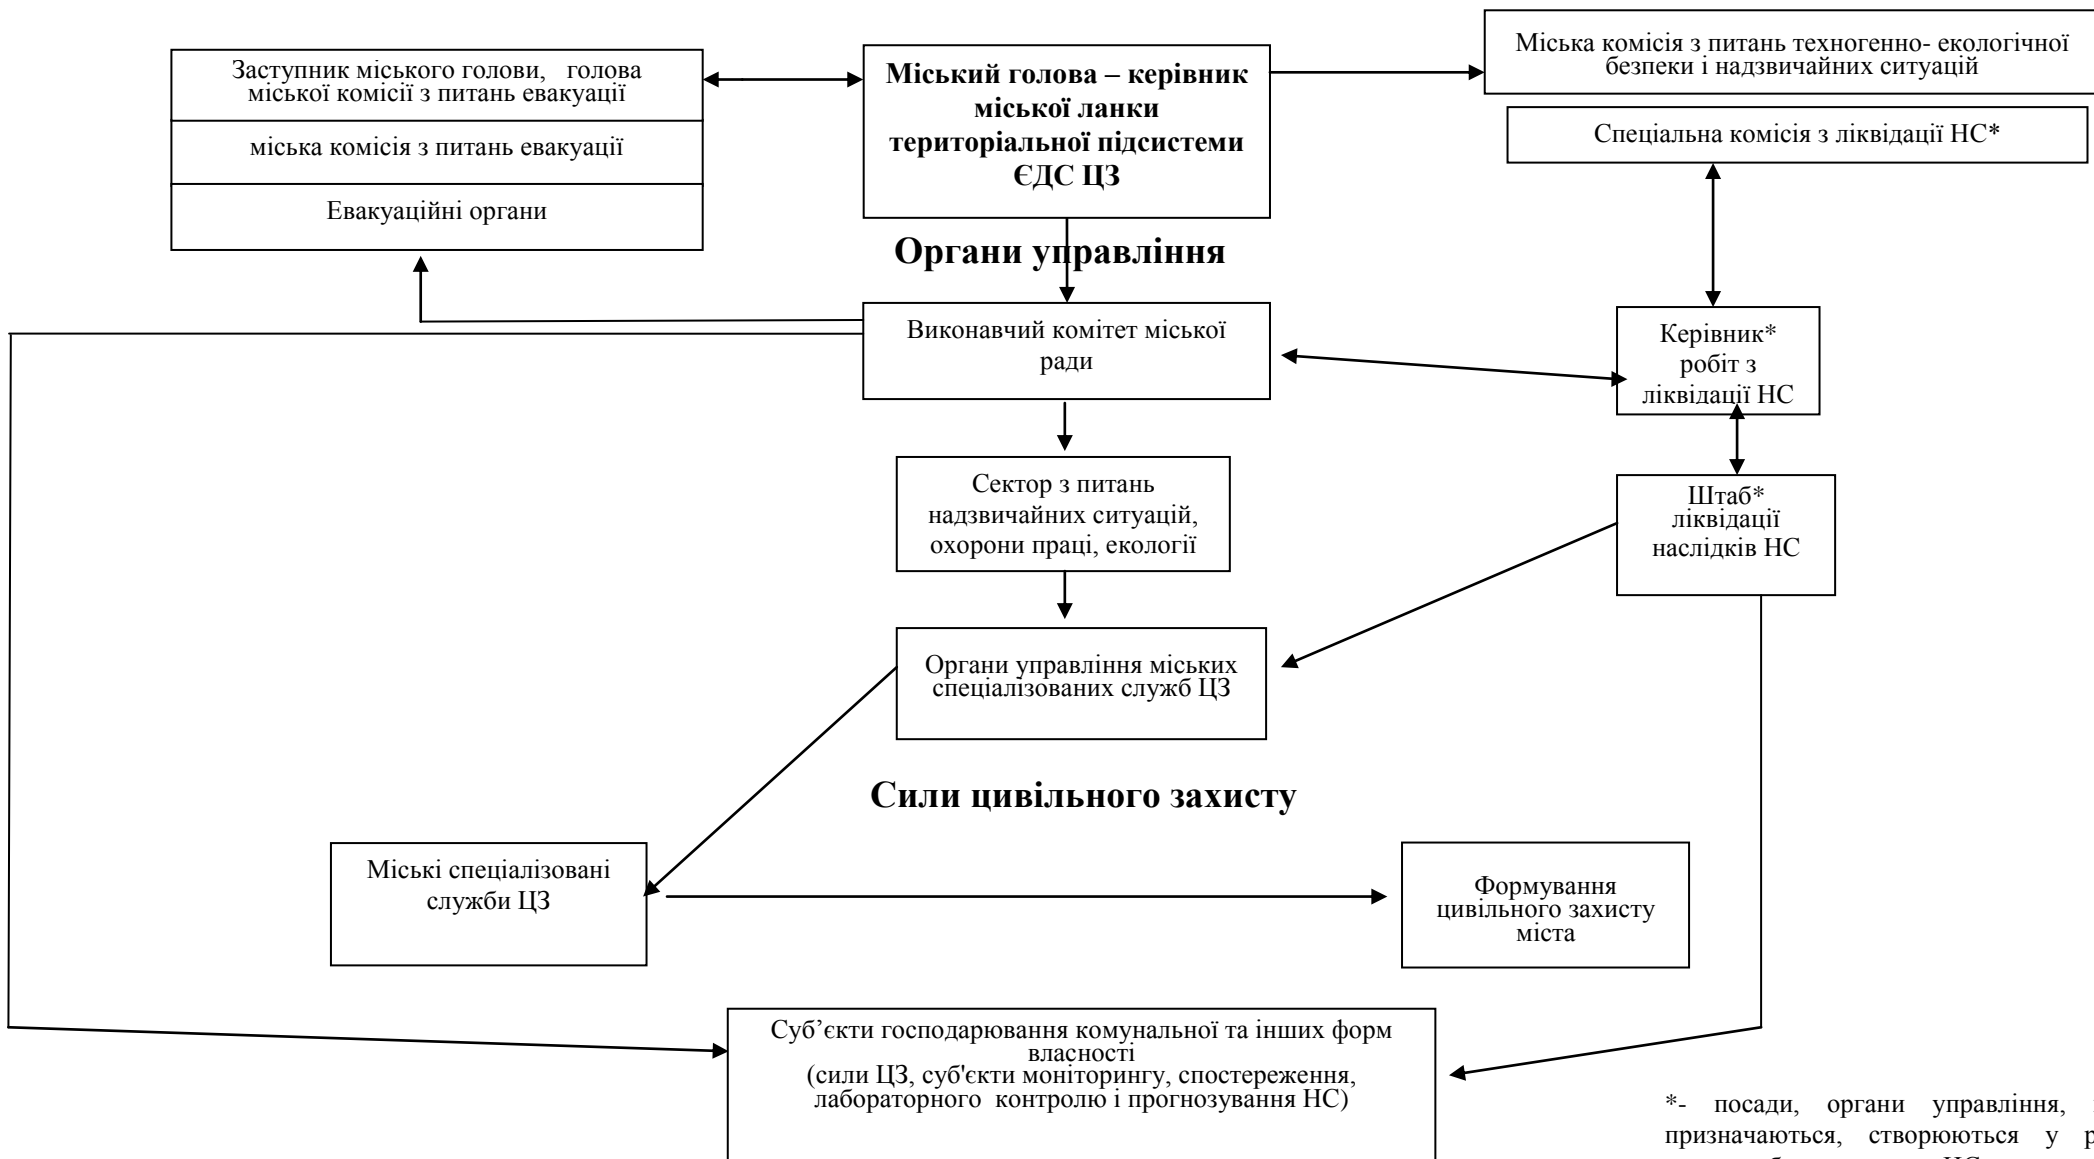 Заступник міського голови, голова
міської комісії з питань евакуації
міська комісія з питань евакуації
Евакуаційні органи
Міський голова – керівник
міської ланки
територіальної підсистеми
ЄДС ЦЗ
Міська комісія з питань техногенно- екологічної
безпеки і надзвичайних ситуацій
Спеціальна комісія з ліквідації НС*
Органи управління
Виконавчий комітет міської
ради
Керівник*
робіт з
ліквідації НС
Сектор з питань
надзвичайних ситуацій,
охорони праці, екології
Штаб*
ліквідації
наслідків НС
Органи управління міських
спеціалізованих служб ЦЗ
Сили цивільного захисту
Міські спеціалізовані
служби ЦЗ
Формування
цивільного захисту
міста
Суб’єкти господарювання комунальної та інших форм
власності
(сили ЦЗ, суб'єкти моніторингу, спостереження,
лабораторного контролю і прогнозування НС)
*- посади, органи управління,
призначаються, створюються у